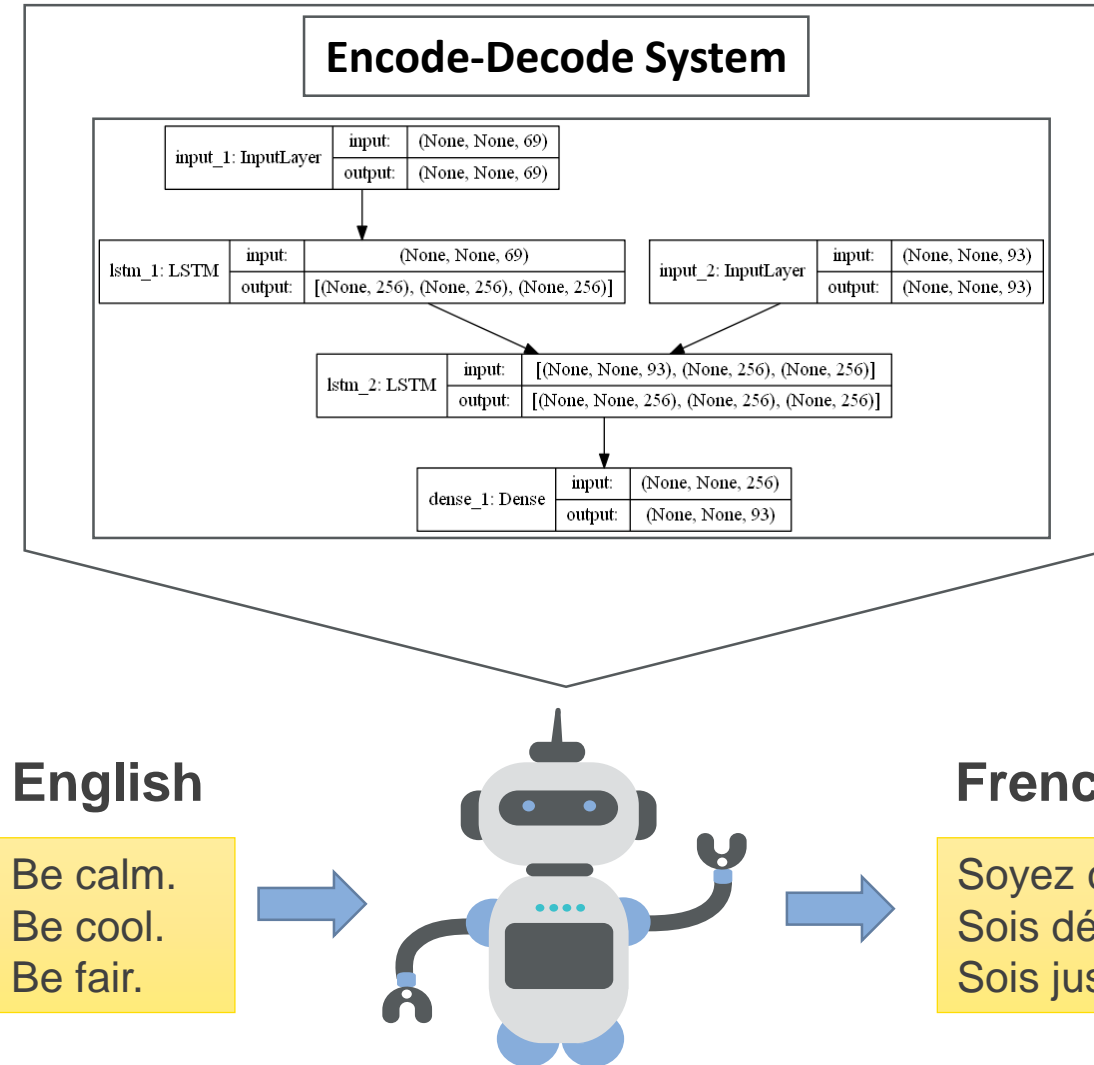 Encode-Decode System
input_1: InputLayer input: (None, None, 69)
output: (None, None, 69)
lstm_1: LSTM input: (None, None, 69)
output: [(None, 256), (None, 256), (None, 256)]
input_2: InputLayer input: (None, None, 93)
output: (None, None, 93)
lstm_2: LSTM input: [(None, None, 93), (None, 256), (None, 256)]
output: [(None, None, 256), (None, 256), (None, 256)]
dense_1: Dense input: (None, None, 256)
output: (None, None, 93)
English
Be calm.
Be cool.
Be fair.
Frenc
Soyez
Sois dé
Sois jus